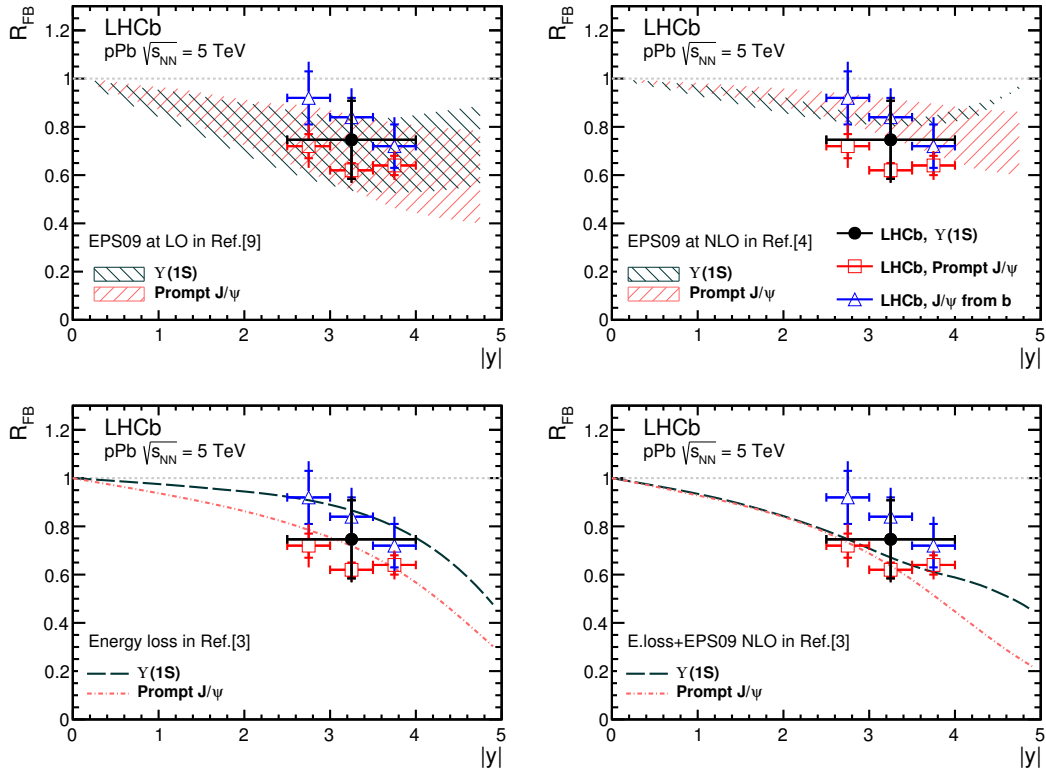 R_FB
1.2
1
0.8
0.6
0.4
0.2
0
LHCb
pPb √s_NN = 5 TeV
EPS09 at LO in Ref.[9]
ϒ(1S)
Prompt J/ψ
0 1 2 3 4 5
|y|
R_FB
1.2
1
0.8
0.6
0.4
0.2
0
LHCb
pPb √s_NN = 5 TeV
EPS09 at NLO in Ref.[4]
ϒ(1S)
Prompt J/ψ
LHCb, ϒ(1S)
LHCb, Prompt J/ψ
LHCb, J/ψ from b
0 1 2 3 4 5
|y|
R_FB
1.2
1
0.8
0.6
0.4
0.2
0
LHCb
pPb √s_NN = 5 TeV
Energy loss in Ref.[3]
ϒ(1S)
Prompt J/ψ
0 1 2 3 4 5
|y|
R_FB
1.2
1
0.8
0.6
0.4
0.2
0
LHCb
pPb √s_NN = 5 TeV
E.loss+EPS09 NLO in Ref.[3]
ϒ(1S)
Prompt J/ψ
0 1 2 3 4 5
|y|